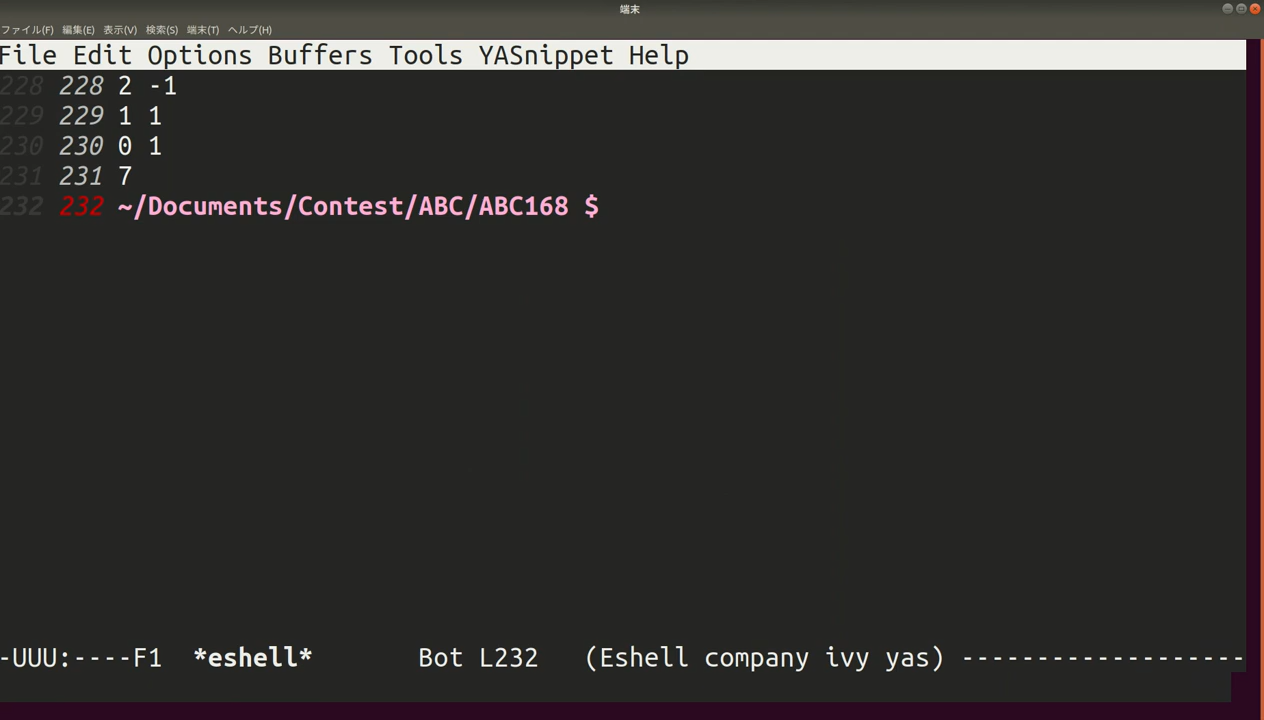 端末
ファイル(F) 編集(E) 表示(V) 検索(S) 端末(T) ヘルプ(H)
File Edit Options Buffers Tools YASnippet Help
228 228 2 -1
229 229 1 1
230 230 0 1
231 231 7
232 232 ~/Documents/Contest/ABC/ABC168 $
-UUU:----F1 *eshell* Bot L232 (Eshell company ivy yas) -------------------